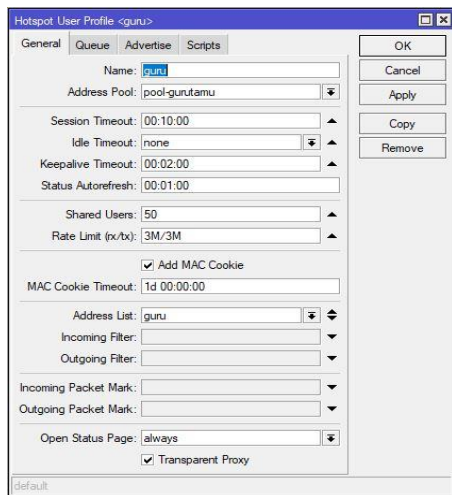 Hotspot User Profile <guru>
General Queue Advertise Scripts
Name: guru
Address Pool: pool-gurutamu
Session Timeout: 00:10:00
Idle Timeout: none
Keepalive Timeout: 00:02:00
Status Autorefresh: 00:01:00
Shared Users: 50
Rate Limit (rx/tx): 3M/3M
Add MAC Cookie
MAC Cookie Timeout: 1d 00:00:00
Address List: guru
Incoming Filter:
Outgoing Filter:
Incoming Packet Mark:
Outgoing Packet Mark:
Open Status Page: always
Transparent Proxy
default
OK
Cancel
Apply
Copy
Remove